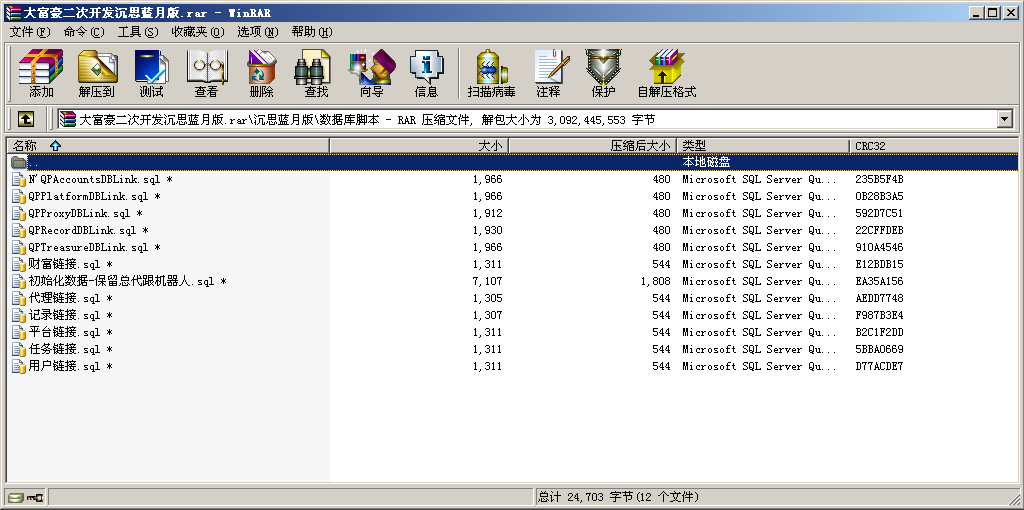 大富豪二次开发沉思蓝月版.rar - WinRAR
文件(F) 命令(C) 工具(S) 收藏夹(O) 选项(N) 帮助(H)
添加 解压到 测试 查看 删除 查找 向导 信息 扫描病毒 注释 保护 自解压格式
大富豪二次开发沉思蓝月版.rar\沉思蓝月版\数据库脚本 - RAR 压缩文件, 解包大小为 3,092,445,553 字节
名称 大小 压缩后大小 类型 CRC32
.. 本地磁盘
N'QPAccountsDBLink.sql * 1,966 480 Microsoft SQL Server Qu... 235B5F4B
QPPlatformDBLink.sql * 1,966 480 Microsoft SQL Server Qu... 0B28B3A5
QPProxyDBLink.sql * 1,912 480 Microsoft SQL Server Qu... 592D7C51
QPRecordDBLink.sql * 1,930 480 Microsoft SQL Server Qu... 22CFFDEB
QPTreasureDBLink.sql * 1,966 480 Microsoft SQL Server Qu... 910A4546
财富链接.sql * 1,311 544 Microsoft SQL Server Qu... E12BDB15
初始化数据-保留总代跟机器人.sql * 7,107 1,808 Microsoft SQL Server Qu... EA35A156
代理链接.sql * 1,305 544 Microsoft SQL Server Qu... AEDD7748
记录链接.sql * 1,307 544 Microsoft SQL Server Qu... F987B3E4
平台链接.sql * 1,311 544 Microsoft SQL Server Qu... B2C1F2DD
任务链接.sql * 1,311 544 Microsoft SQL Server Qu... 5BBA0669
用户链接.sql * 1,311 544 Microsoft SQL Server Qu... D77ACDE7
总计 24,703 字节(12 个文件)